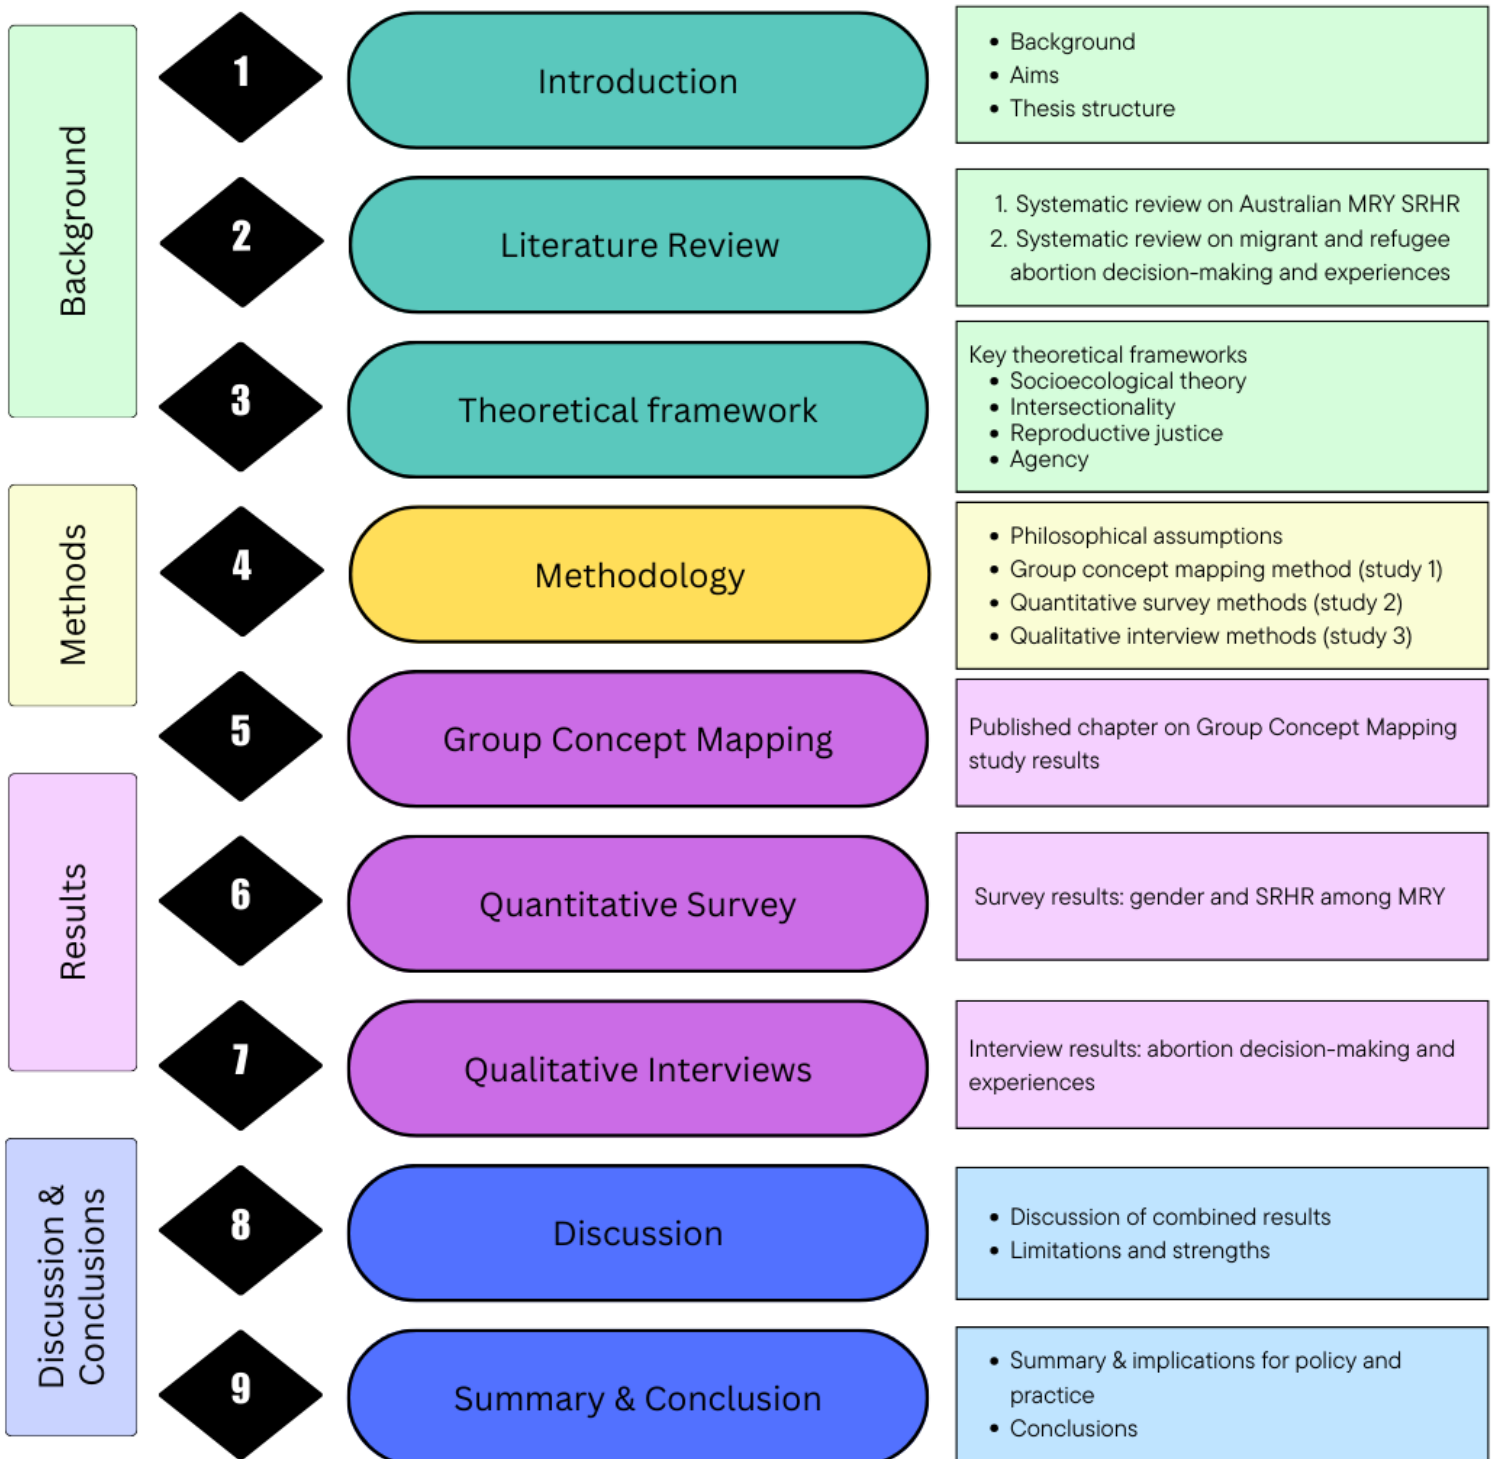 Background
1
Introduction
• Background
• Aims
• Thesis structure
2
Literature Review
1. Systematic review on Australian MRY SRHR
2. Systematic review on migrant and refugee
abortion decision-making and experiences
3
Theoretical framework
Key theoretical frameworks
• Socioecological theory
• Intersectionality
• Reproductive justice
• Agency
Methods
4
Methodology
• Philosophical assumptions
• Group concept mapping method (study 1)
• Quantitative survey methods (study 2)
• Qualitative interview methods (study 3)
Results
5
Group Concept Mapping
Published chapter on Group Concept Mapping
study results
6
Quantitative Survey
Survey results: gender and SRHR among MRY
7
Qualitative Interviews
Interview results: abortion decision-making and
experiences
Discussion &
Conclusions
8
Discussion
• Discussion of combined results
• Limitations and strengths
9
Summary & Conclusion
• Summary & implications for policy and
practice
• Conclusions